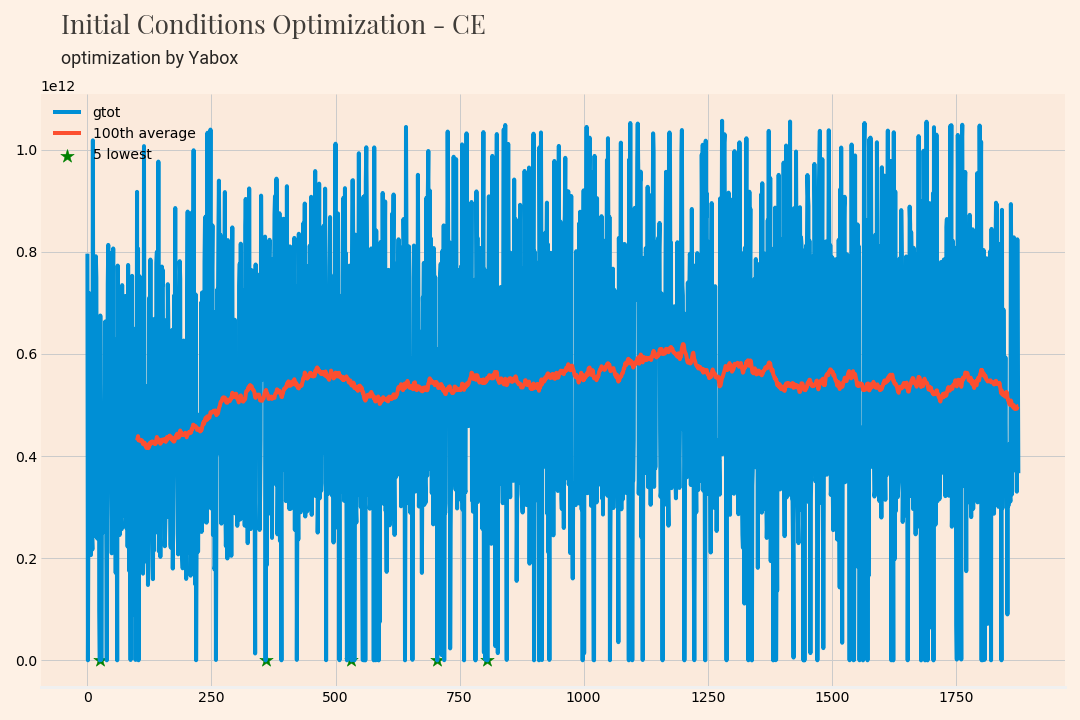 Initial Conditions Optimization - CE
optimization by Yabox
1e12
gtot
100th average
5 lowest
1.0
0.8
0.6
0.4
0.2
0.0
0 250 500 750 1000 1250 1500 1750